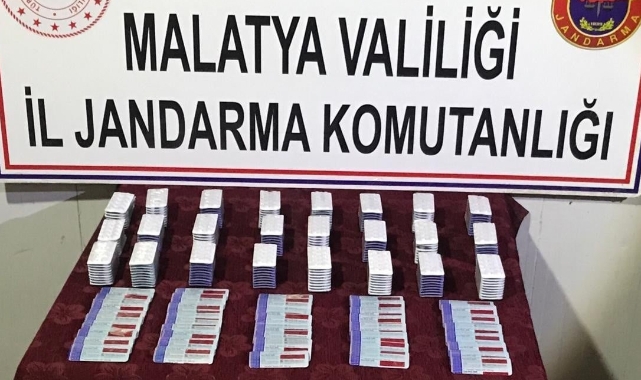 MALATYA VALİLİĞİ
İL JANDARMA KOMUTANLIĞI
JANDARMA